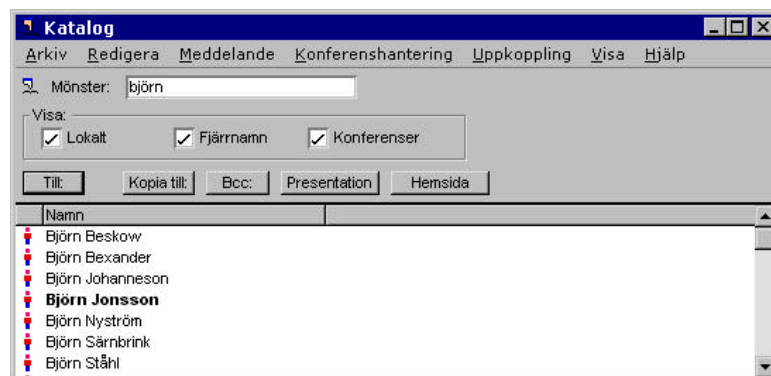 Katalog
Arkiv Redigera Meddelande Konferenshantering Uppkoppling Visa Hjälp
Mönster: björn
Visa:
Lokalt Fjärrnamn Konferenser
Till: Kopia till: Bcc: Presentation Hemsida
Namn
Björn Beskow
Björn Bexander
Björn Johanneson
Björn Jonsson
Björn Nyström
Björn Särnbrink
Björn Ståhl